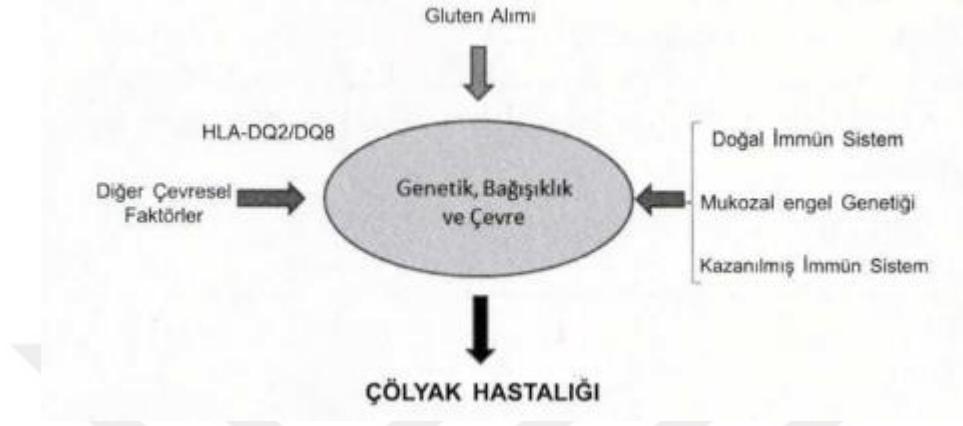 Gluten Alımı
HLA-DQ2/DQ8
Doğal İmmün Sistem
Diğer Çevresel
Faktörler
Genetik, Bağışıklık
ve Çevre
Mukozal engel Genetiği
Kazanılmış İmmün Sistem
ÇÖLYAK HASTALIĞI